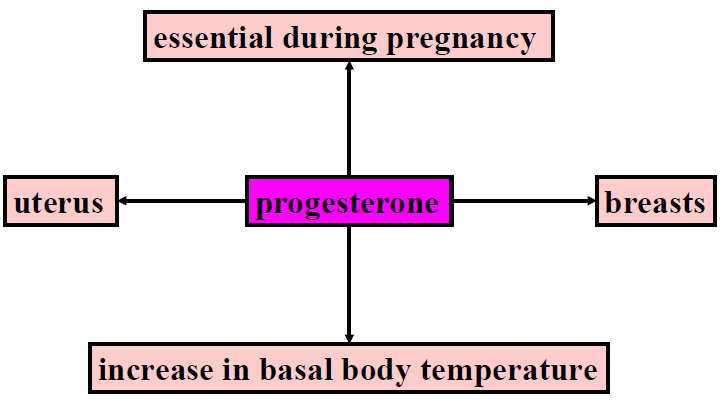 essential during pregnancy
uterus
progesterone
breasts
increase in basal body temperature